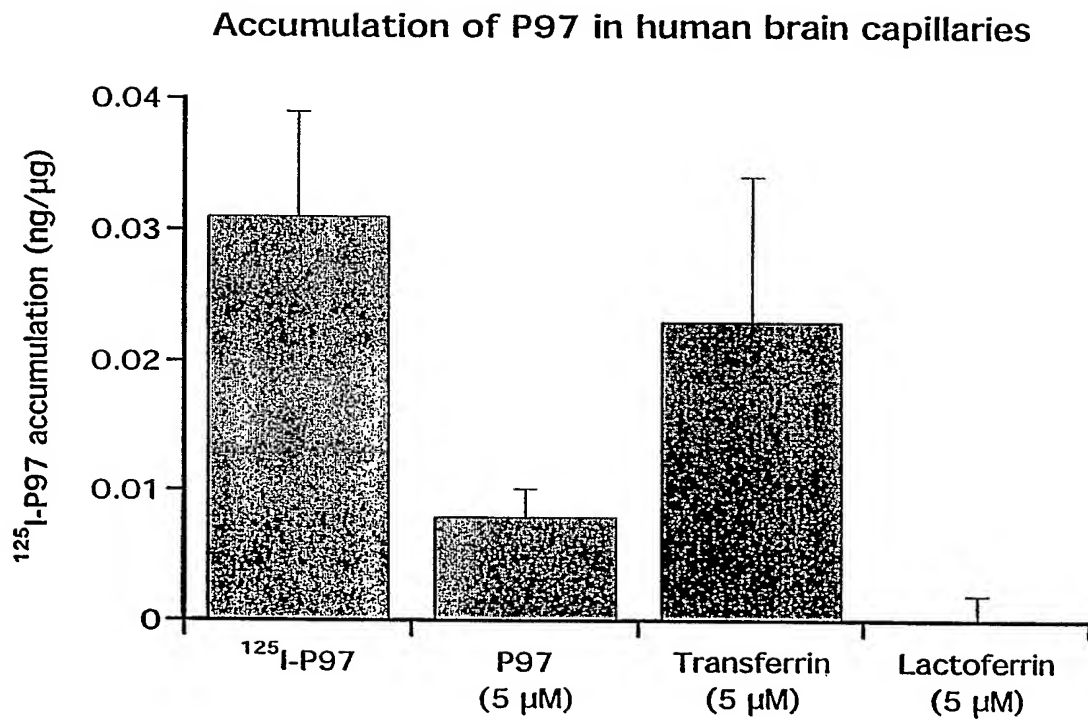 Accumulation of P97 in human brain capillaries
¹²⁵I-P97 accumulation (ng/µg)
0.04
0.03
0.02
0.01
0
¹²⁵I-P97
P97
(5 µM)
Transferrin
(5 µM)
Lactoferrin
(5 µM)